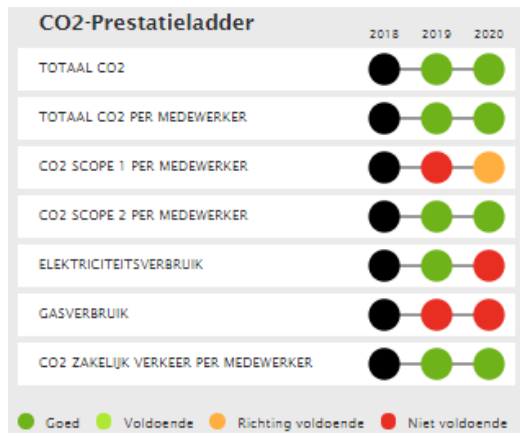 CO2-Prestatieladder
2018 2019 2020
TOTAAL CO2
TOTAAL CO2 PER MEDEWERKER
CO2 SCOPE 1 PER MEDEWERKER
CO2 SCOPE 2 PER MEDEWERKER
ELEKTRICITEITSVERBRUIK
GASVERBRUIK
CO2 ZAKELIJK VERKEER PER MEDEWERKER
Goed Voldoende Richting voldoende Niet voldoende